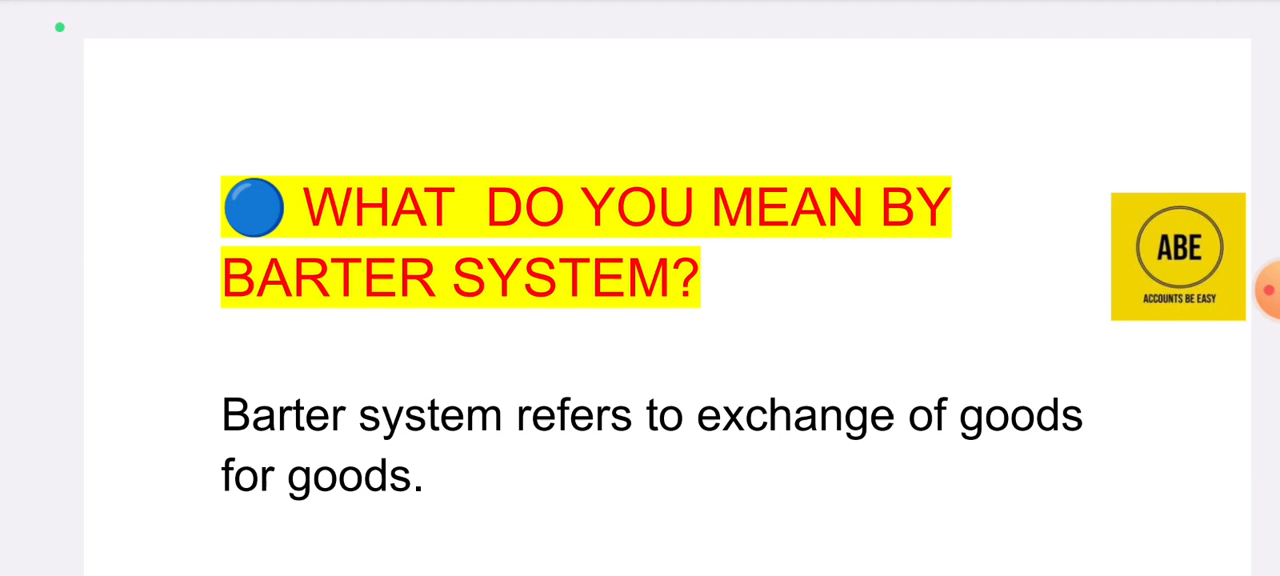 🔵 WHAT DO YOU MEAN BY
BARTER SYSTEM?
ABE
ACCOUNTS BE EASY
Barter system refers to exchange of goods
for goods.